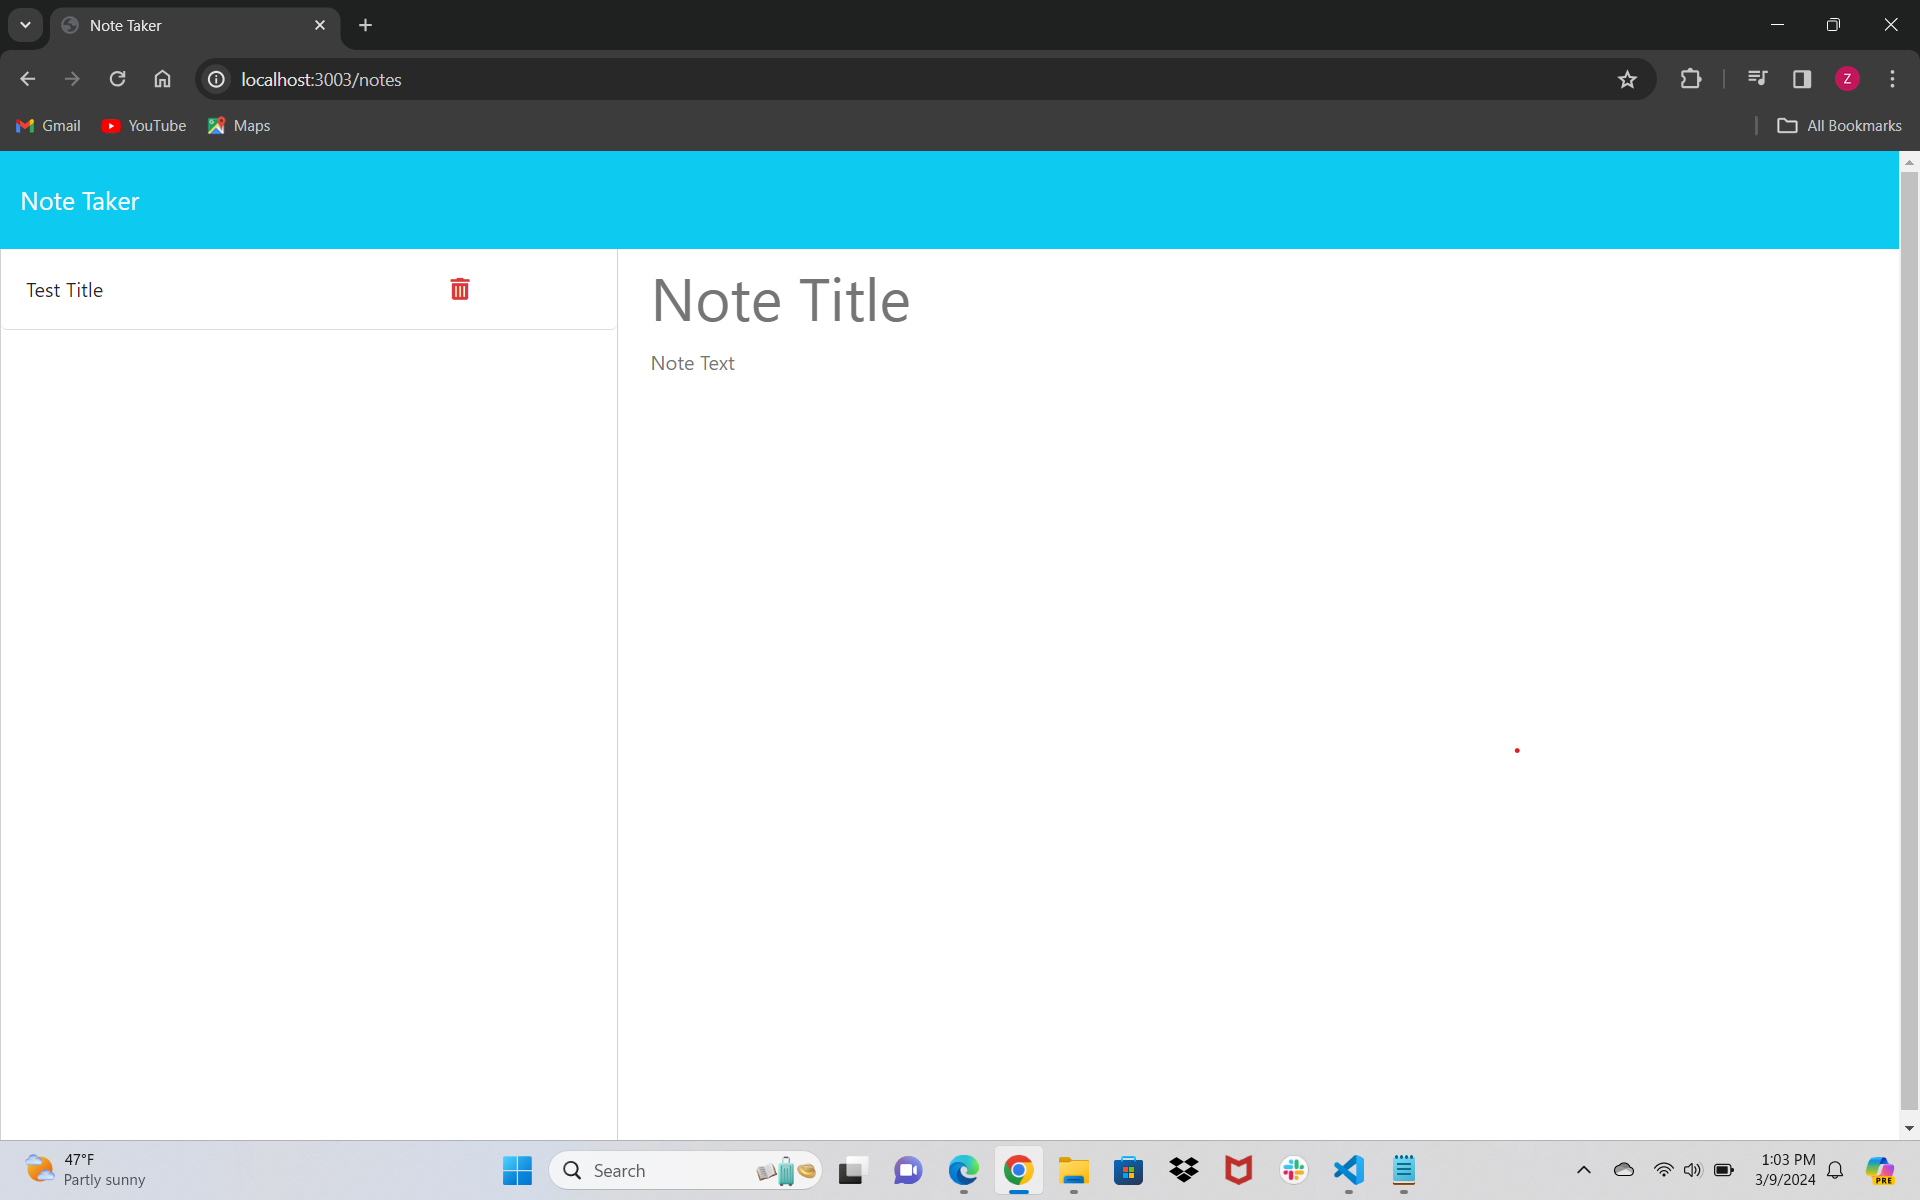 Note Taker
localhost:3003/notes
Z
Gmail YouTube Maps All Bookmarks
Note Taker
Test Title
Note Title
Note Text
47°F
Partly sunny
Search
1:03 PM
3/9/2024
PRE